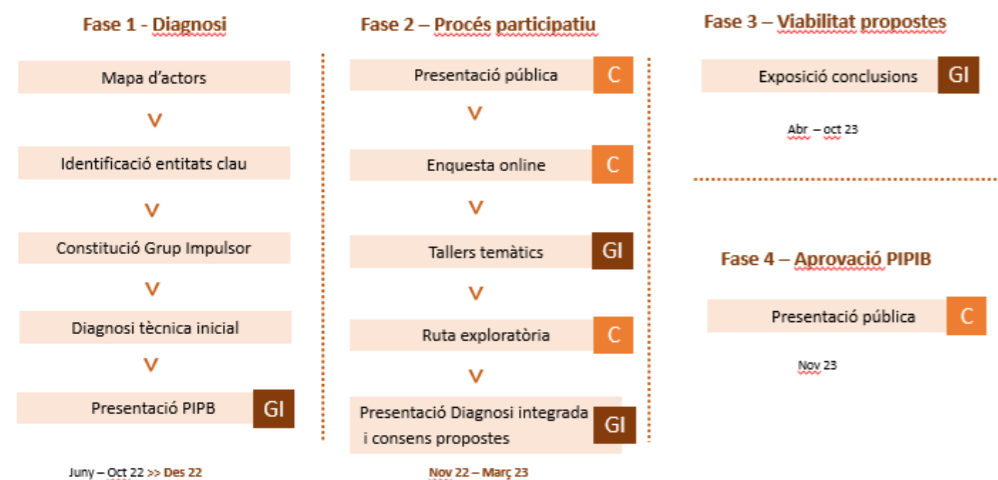 Fase 1 - Diagnosi
Mapa d'actors
V
Identificació entitats clau
V
Constitució Grup Impulsor
V
Diagnosi tècnica inicial
V
Presentació PIPB GI
Juny – Oct 22 >> Des 22
Fase 2 – Procés participatiu
Presentació pública C
V
Enquesta online C
V
Tallers temàtics GI
V
Ruta exploratòria C
V
Presentació Diagnosi integrada
i consens propostes GI
Nov 22 – Març 23
Fase 3 – Viabilitat propostes
Exposició conclusions GI
Abr – oct 23
Fase 4 – Aprovació PIPIB
Presentació pública C
Nov 23